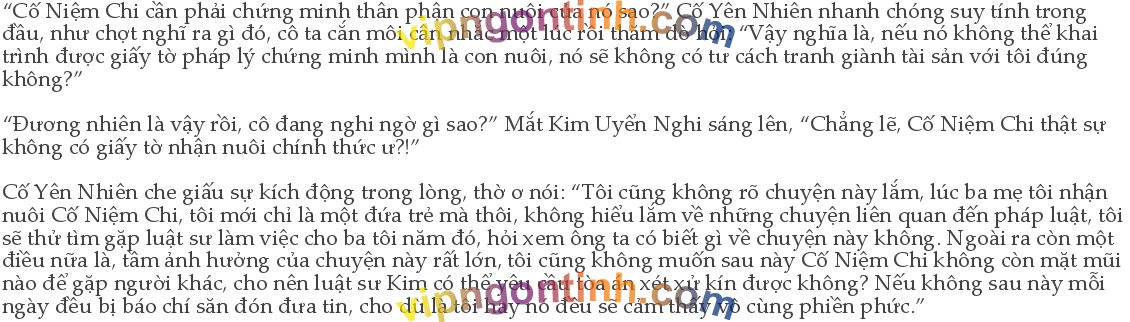 “Cố Niệm Chi cần phải chứng minh thân phận con nuôi của nó sao?” Cố Yên Nhiên nhanh chóng suy tính trong
đầu, như chợt nghĩ ra gì đó, cô ta cắn môi cân nhắc một lúc rồi thăm dò hỏi: “Vậy nghĩa là, nếu nó không thể khai
trình được giấy tờ pháp lý chứng minh mình là con nuôi, nó sẽ không có tư cách tranh giành tài sản với tôi đúng
không?”
“Đương nhiên là vậy rồi, cô đang nghi ngờ gì sao?” Mắt Kim Uyển Nghi sáng lên, “Chẳng lẽ, Cố Niệm Chi thật sự
không có giấy tờ nhận nuôi chính thức ư?!”
Cố Yên Nhiên che giấu sự kích động trong lòng, thờ ơ nói: “Tôi cũng không rõ chuyện này lắm, lúc ba mẹ tôi nhận
nuôi Cố Niệm Chi, tôi mới chỉ là một đứa trẻ mà thôi, không hiểu lắm về những chuyện liên quan đến pháp luật, tôi
sẽ thử tìm gặp luật sư làm việc cho ba tôi năm đó, hỏi xem ông ta có biết gì về chuyện này không. Ngoài ra còn một
điều nữa là, tầm ảnh hưởng của chuyện này rất lớn, tôi cũng không muốn sau này Cố Niệm Chi không còn mặt mũi
nào để gặp người khác, cho nên luật sư Kim có thể yêu cầu tòa án xét xử kín được không? Nếu không sau này mỗi
ngày đều bị báo chí săn đón đưa tin, cho dù là tôi hay nó đều sẽ cảm thấy vô cùng phiền phức.”
vipngontinh.com
vipngontinh.com